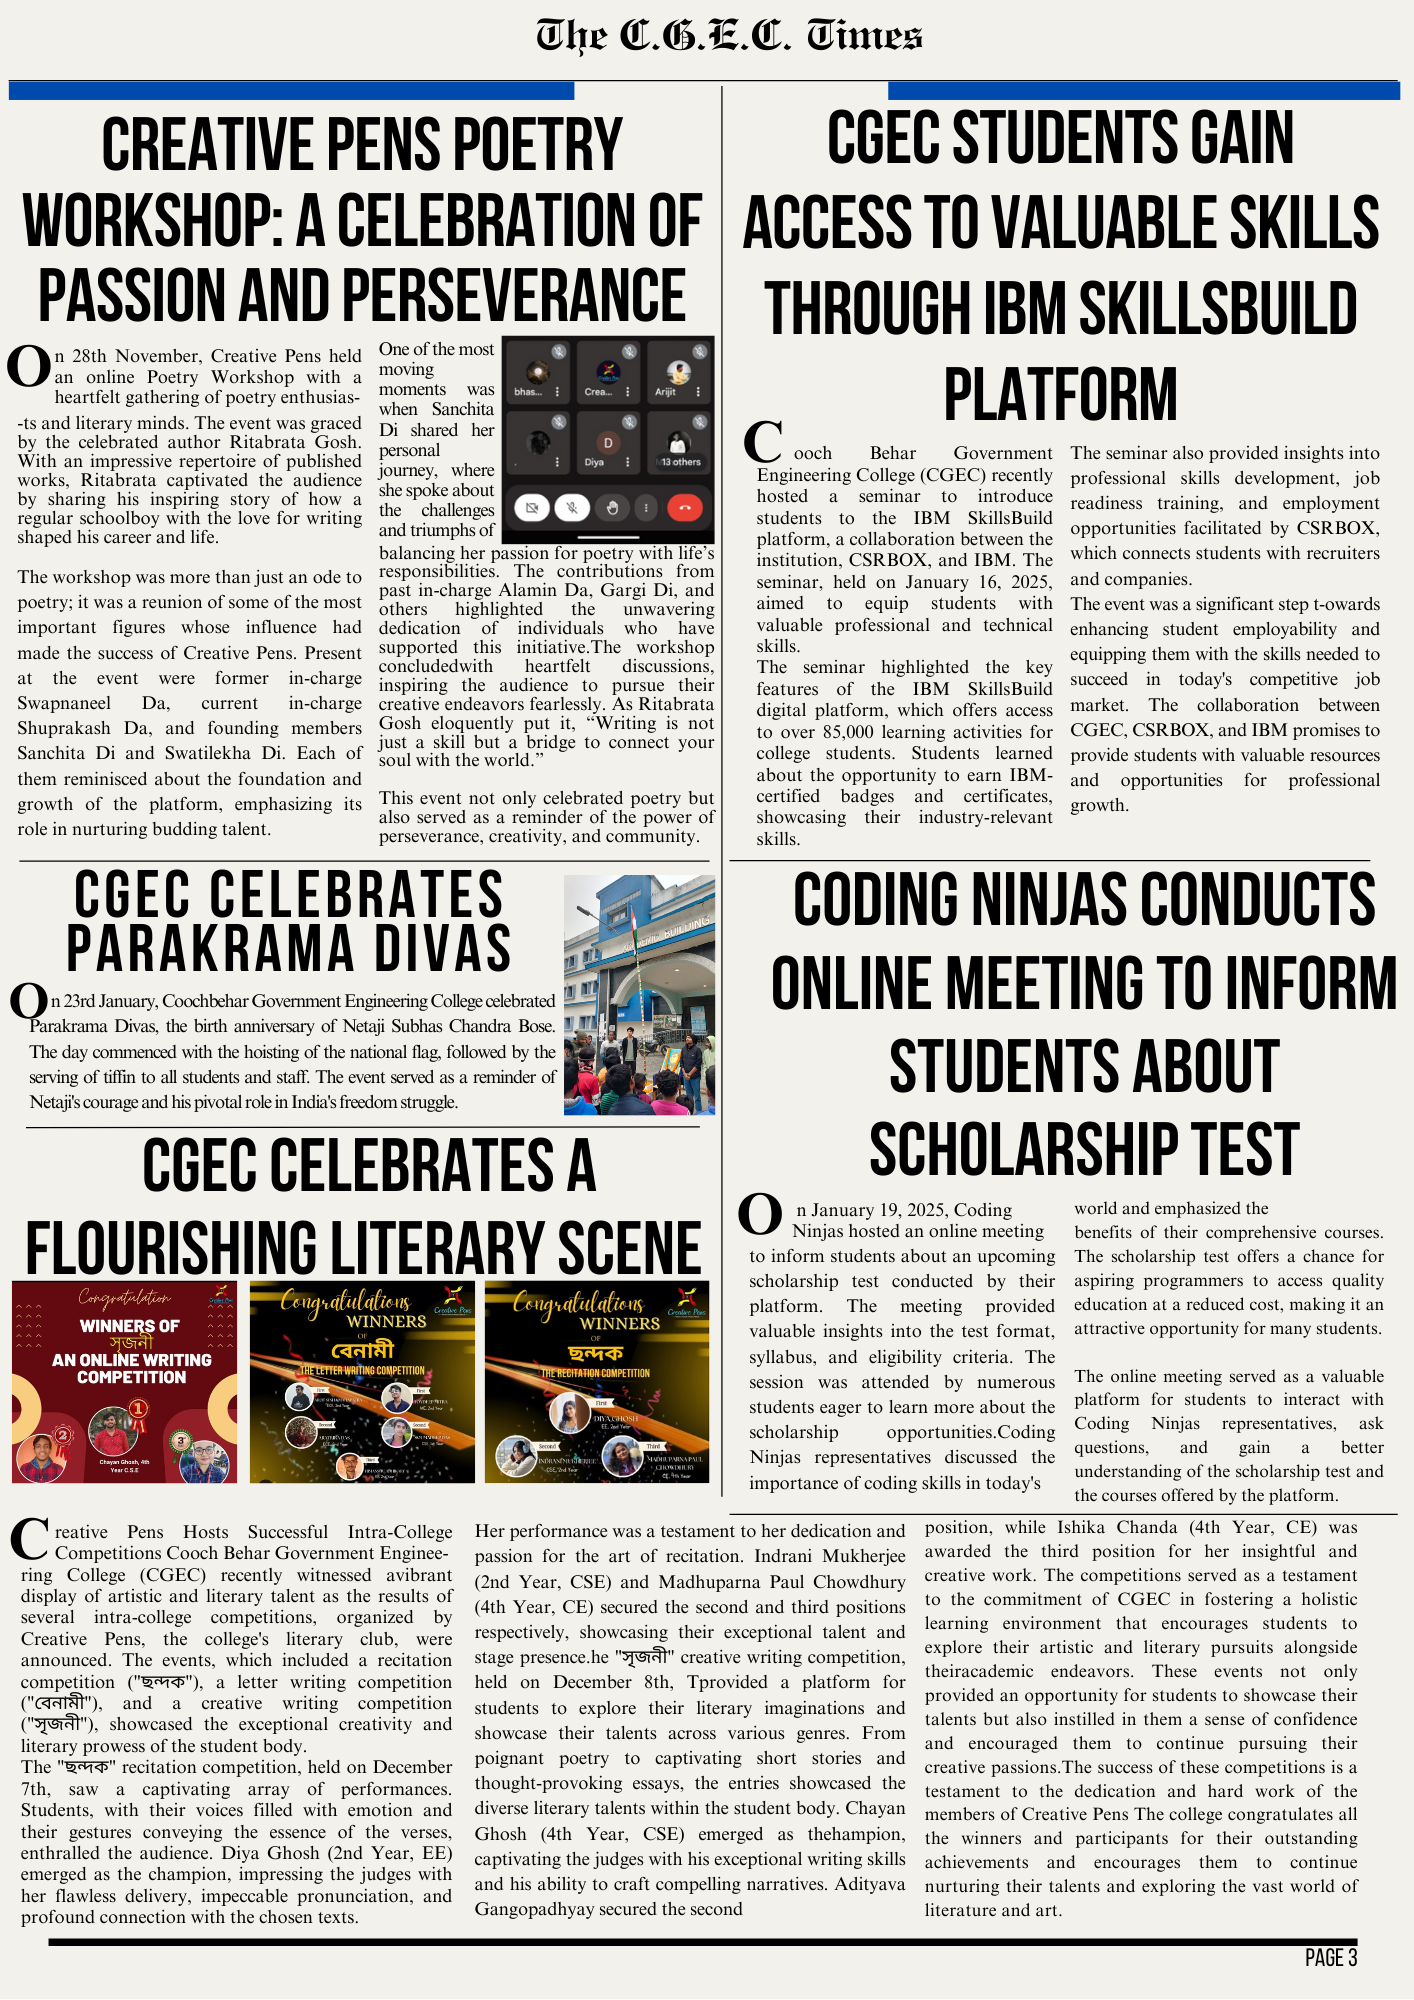 The C.G.E.C. Times
CREATIVE PENS POETRY
WORKSHOP: A CELEBRATION OF
PASSION AND PERSEVERANCE
On 28th November, Creative Pens held
an online Poetry Workshop with a
heartfelt gathering of poetry enthusias-
-ts and literary minds. The event was graced
by the celebrated author Ritabrata Gosh.
With an impressive repertoire of published
works, Ritabrata captivated the audience
by sharing his inspiring story of how a
regular schoolboy with the love for writing
shaped his career and life.
The workshop was more than just an ode to
poetry; it was a reunion of some of the most
important figures whose influence had
made the success of Creative Pens. Present
at the event were former in-charge
Swapnaneel Da, current in-charge
Shuprakash Da, and founding members
Sanchita Di and Swatilekha Di. Each of
them reminisced about the foundation and
growth of the platform, emphasizing its
role in nurturing budding talent.
One of the most
moving
moments was
when Sanchita
Di shared her
personal
journey, where
she spoke about
the challenges
and triumphs of
bhas...
Crea...
Arijit
D
Diya
13 others
balancing her passion for poetry with life's
responsibilities. The contributions from
past in-charge Alamin Da, Gargi Di, and
others highlighted the unwavering
dedication of individuals who have
supported this initiative.The workshop
concludedwith heartfelt discussions,
inspiring the audience to pursue their
creative endeavors fearlessly. As Ritabrata
Gosh eloquently put it, “Writing is not
just a skill but a bridge to connect your
soul with the world.”
This event not only celebrated poetry but
also served as a reminder of the power of
perseverance, creativity, and community.
CGEC STUDENTS GAIN
ACCESS TO VALUABLE SKILLS
THROUGH IBM SKILLSBUILD
PLATFORM
Cooch Behar Government
Engineering College (CGEC) recently
hosted a seminar to introduce
students to the IBM SkillsBuild
platform, a collaboration between the
institution, CSRBOX, and IBM. The
seminar, held on January 16, 2025,
aimed to equip students with
valuable professional and technical
skills.
The seminar highlighted the key
features of the IBM SkillsBuild
digital platform, which offers access
to over 85,000 learning activities for
college students. Students learned
about the opportunity to earn IBM-
certified badges and certificates,
showcasing their industry-relevant
skills.
The seminar also provided insights into
professional skills development, job
readiness training, and employment
opportunities facilitated by CSRBOX,
which connects students with recruiters
and companies.
The event was a significant step t-owards
enhancing student employability and
equipping them with the skills needed to
succeed in today's competitive job
market. The collaboration between
CGEC, CSRBOX, and IBM promises to
provide students with valuable resources
and opportunities for professional
growth.
CGEC CELEBRATES
PARAKRAMA DIVAS
On 23rd January, Coochbehar Government Engineering College celebrated
Parakrama Divas, the birth anniversary of Netaji Subhas Chandra Bose.
The day commenced with the hoisting of the national flag, followed by the
serving of tiffin to all students and staff. The event served as a reminder of
Netaji's courage and his pivotal role in India's freedom struggle.
BUILDING
CODING NINJAS CONDUCTS
ONLINE MEETING TO INFORM
STUDENTS ABOUT
SCHOLARSHIP TEST
On January 19, 2025, Coding
Ninjas hosted an online meeting
to inform students about an upcoming
scholarship test conducted by their
platform. The meeting provided
valuable insights into the test format,
syllabus, and eligibility criteria. The
session was attended by numerous
students eager to learn more about the
scholarship opportunities.Coding
Ninjas representatives discussed the
importance of coding skills in today's
world and emphasized the
benefits of their comprehensive courses.
The scholarship test offers a chance for
aspiring programmers to access quality
education at a reduced cost, making it an
attractive opportunity for many students.
The online meeting served as a valuable
platform for students to interact with
Coding Ninjas representatives, ask
questions, and gain a better
understanding of the scholarship test and
the courses offered by the platform.
CGEC CELEBRATES A
FLOURISHING LITERARY SCENE
Congratulation
WINNERS OF
সৃজনী
AN ONLINE WRITING
COMPETITION
1
2
3
Chayan Ghosh, 4th
Year C.S.E
Congratulations
Creative Pens
WINNERS
OF
বেনামী
THE LETTER WRITING COMPETITION
First
First
Second
Second
Third
Congratulations
Creative Pens
WINNERS
OF
ছন্দক
THE RECITATION COMPETITION
First
DIYA GHOSH
EE, 2nd Year
Second
INDRANI MUKHERJEE
CSE, 2nd Year
Third
MADHUPARNA PAUL
CHOWDHURY
CE, 4th Year
Creative Pens Hosts Successful Intra-College
Competitions Cooch Behar Government Enginee-
ring College (CGEC) recently witnessed avibrant
display of artistic and literary talent as the results of
several intra-college competitions, organized by
Creative Pens, the college's literary club, were
announced. The events, which included a recitation
competition ("ছন্দক"), a letter writing competition
("বেনামী"), and a creative writing competition
("সৃজনী"), showcased the exceptional creativity and
literary prowess of the student body.
The "ছন্দক" recitation competition, held on December
7th, saw a captivating array of performances.
Students, with their voices filled with emotion and
their gestures conveying the essence of the verses,
enthralled the audience. Diya Ghosh (2nd Year, EE)
emerged as the champion, impressing the judges with
her flawless delivery, impeccable pronunciation, and
profound connection with the chosen texts.
Her performance was a testament to her dedication and
passion for the art of recitation. Indrani Mukherjee
(2nd Year, CSE) and Madhuparna Paul Chowdhury
(4th Year, CE) secured the second and third positions
respectively, showcasing their exceptional talent and
stage presence.he "সৃজনী" creative writing competition,
held on December 8th, Tprovided a platform for
students to explore their literary imaginations and
showcase their talents across various genres. From
poignant poetry to captivating short stories and
thought-provoking essays, the entries showcased the
diverse literary talents within the student body. Chayan
Ghosh (4th Year, CSE) emerged as thehampion,
captivating the judges with his exceptional writing skills
and his ability to craft compelling narratives. Adityava
Gangopadhyay secured the second
position, while Ishika Chanda (4th Year, CE) was
awarded the third position for her insightful and
creative work. The competitions served as a testament
to the commitment of CGEC in fostering a holistic
learning environment that encourages students to
explore their artistic and literary pursuits alongside
theiracademic endeavors. These events not only
provided an opportunity for students to showcase their
talents but also instilled in them a sense of confidence
and encouraged them to continue pursuing their
creative passions.The success of these competitions is a
testament to the dedication and hard work of the
members of Creative Pens The college congratulates all
the winners and participants for their outstanding
achievements and encourages them to continue
nurturing their talents and exploring the vast world of
literature and art.
PAGE 3